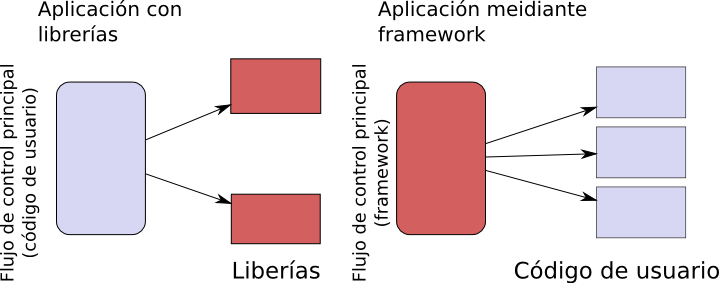 Aplicación con
librerías
Flujo de control principal
(código de usuario)
Liberías
Aplicación meidiante
framework
Flujo de control principal
(framework)
Código de usuario